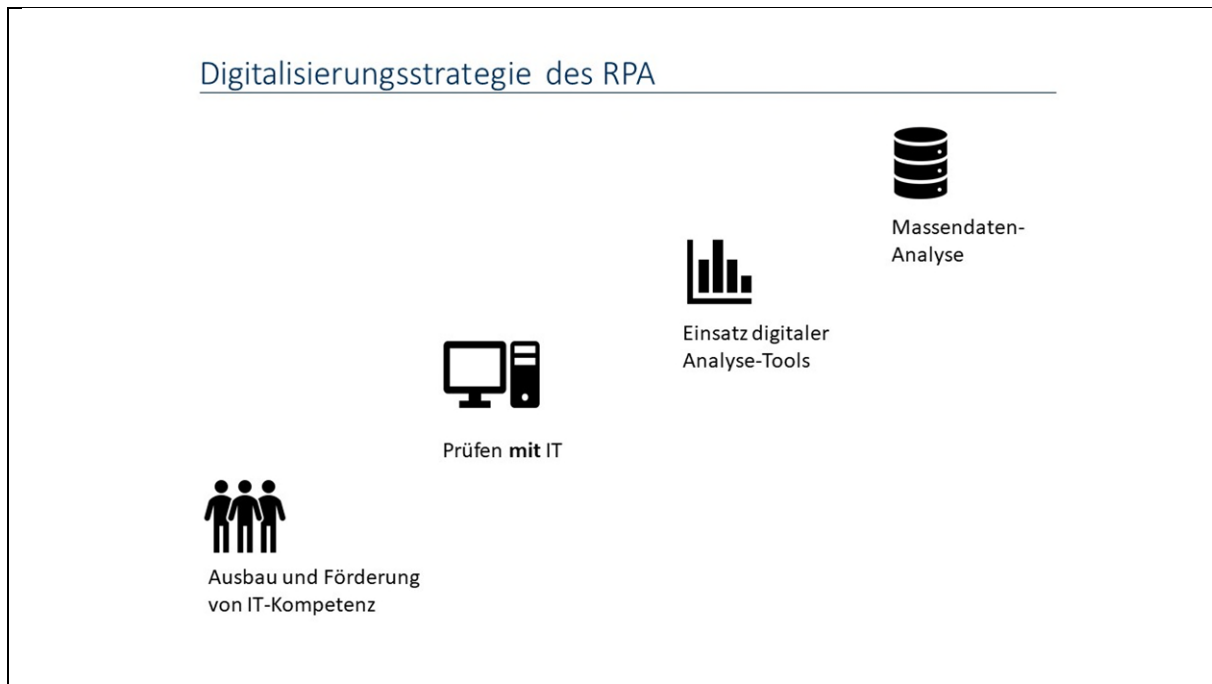 Digitalisierungsstrategie des RPA
Massendaten-
Analyse
Einsatz digitaler
Analyse-Tools
Prüfen mit IT
Ausbau und Förderung
von IT-Kompetenz